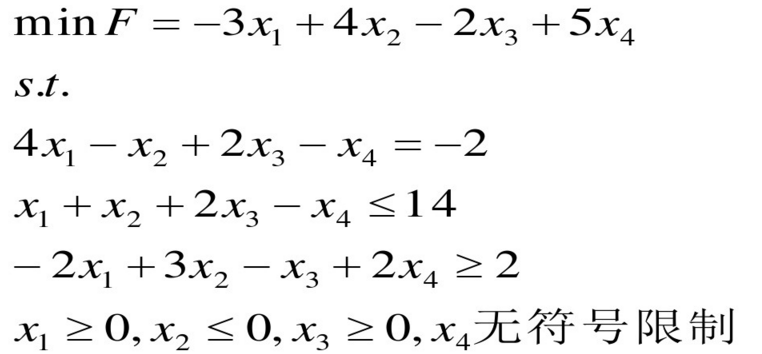 min F = −3x₁ + 4x₂ − 2x₃ + 5x₄
s.t.
4x₁ − x₂ + 2x₃ − x₄ = −2
x₁ + x₂ + 2x₃ − x₄ ≤ 14
− 2x₁ + 3x₂ − x₃ + 2x₄ ≥ 2
x₁ ≥ 0, x₂ ≤ 0, x₃ ≥ 0, x₄无符号限制